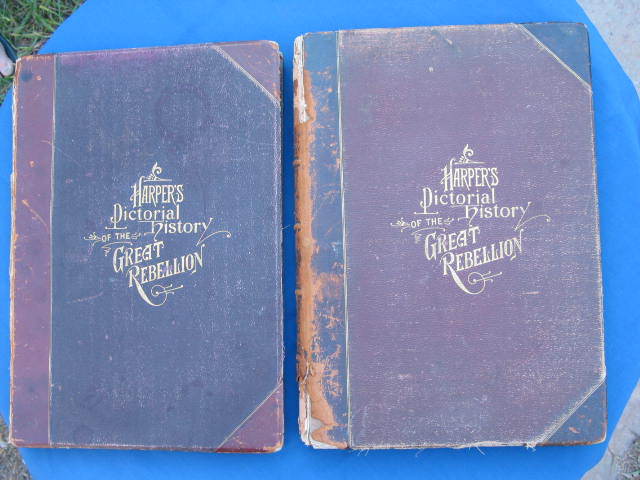 HARPER'S
Pictorial
History
OF THE
GREAT
REBELLION
HARPER'S
Pictorial
History
OF THE
GREAT
REBELLION